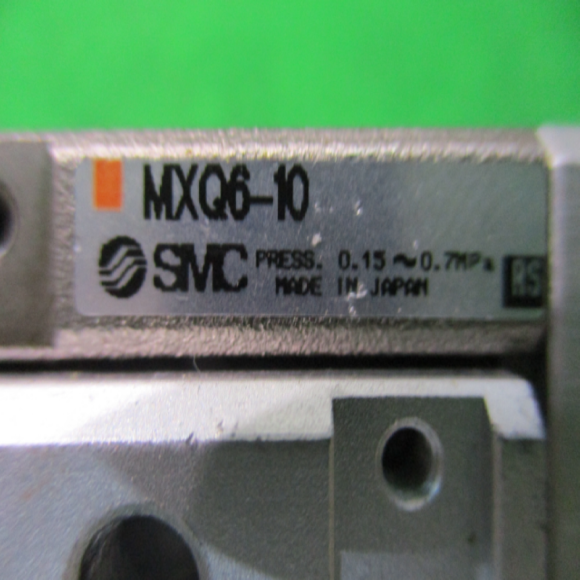 MXQ6-10
SMC PRESS. 0.15~0.7MPa
MADE IN JAPAN
RS